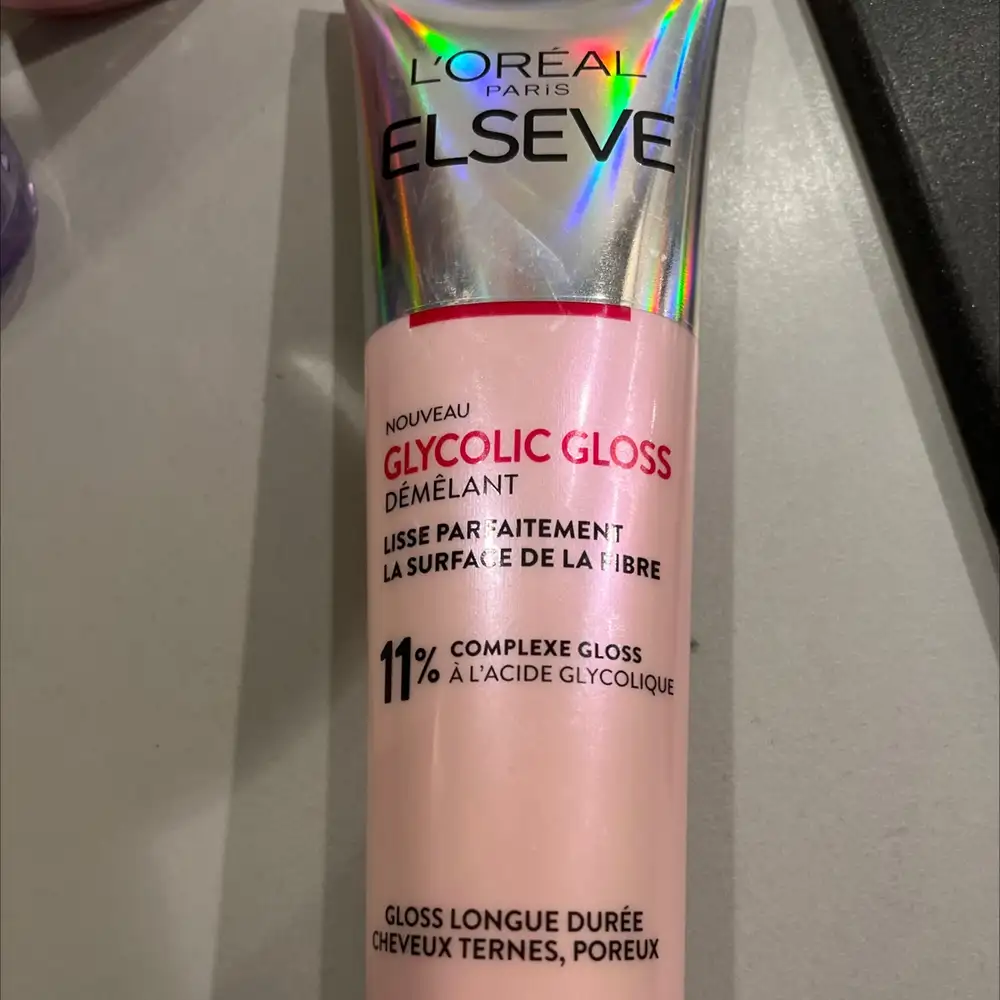 L'ORÉAL
PARIS
ELSEVE
NOUVEAU
GLYCOLIC GLOSS
DÉMÊLANT
LISSE PARFAITEMENT
LA SURFACE DE LA FIBRE
11% COMPLEXE GLOSS
À L'ACIDE GLYCOLIQUE
GLOSS LONGUE DURÉE
CHEVEUX TERNES, POREUX